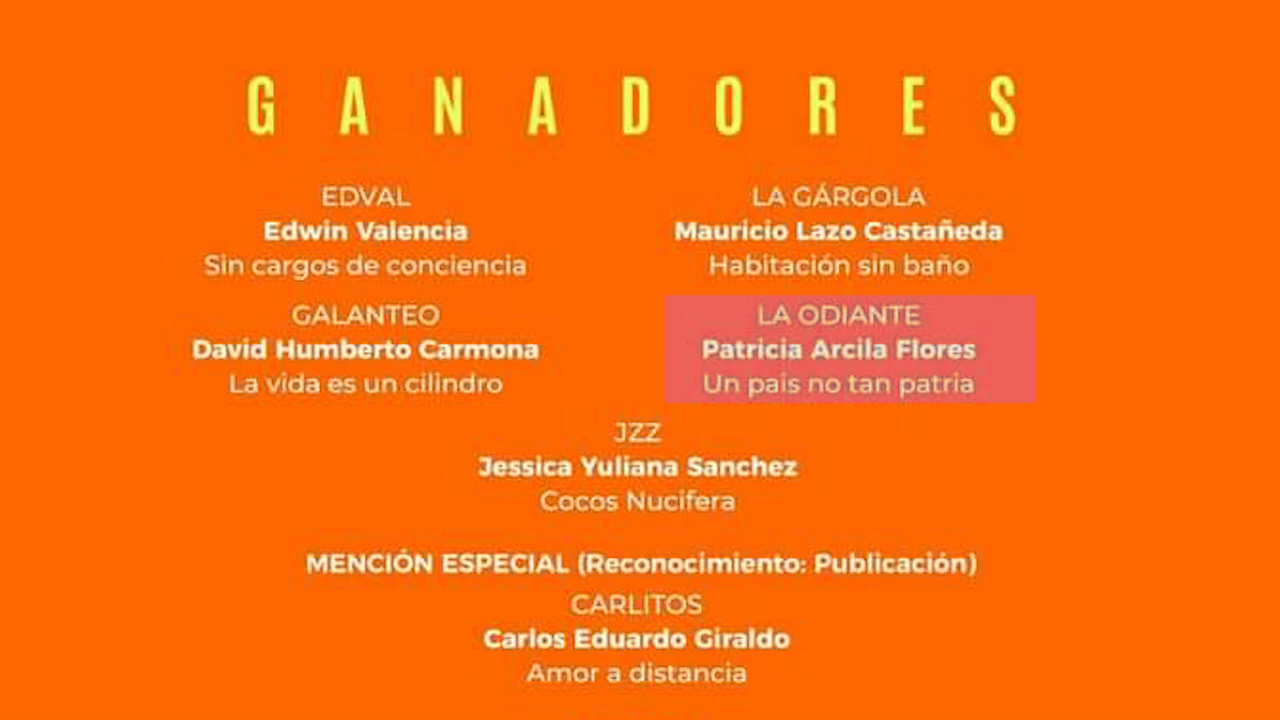 GANADORES
EDVAL
Edwin Valencia
Sin cargos de conciencia
LA GÁRGOLA
Mauricio Lazo Castañeda
Habitación sin baño
GALANTEO
David Humberto Carmona
La vida es un cilindro
LA ODIANTE
Patricia Arcila Flores
Un pais no tan patria
JZZ
Jessica Yuliana Sanchez
Cocos Nucifera
MENCIÓN ESPECIAL (Reconocimiento: Publicación)
CARLITOS
Carlos Eduardo Giraldo
Amor a distancia